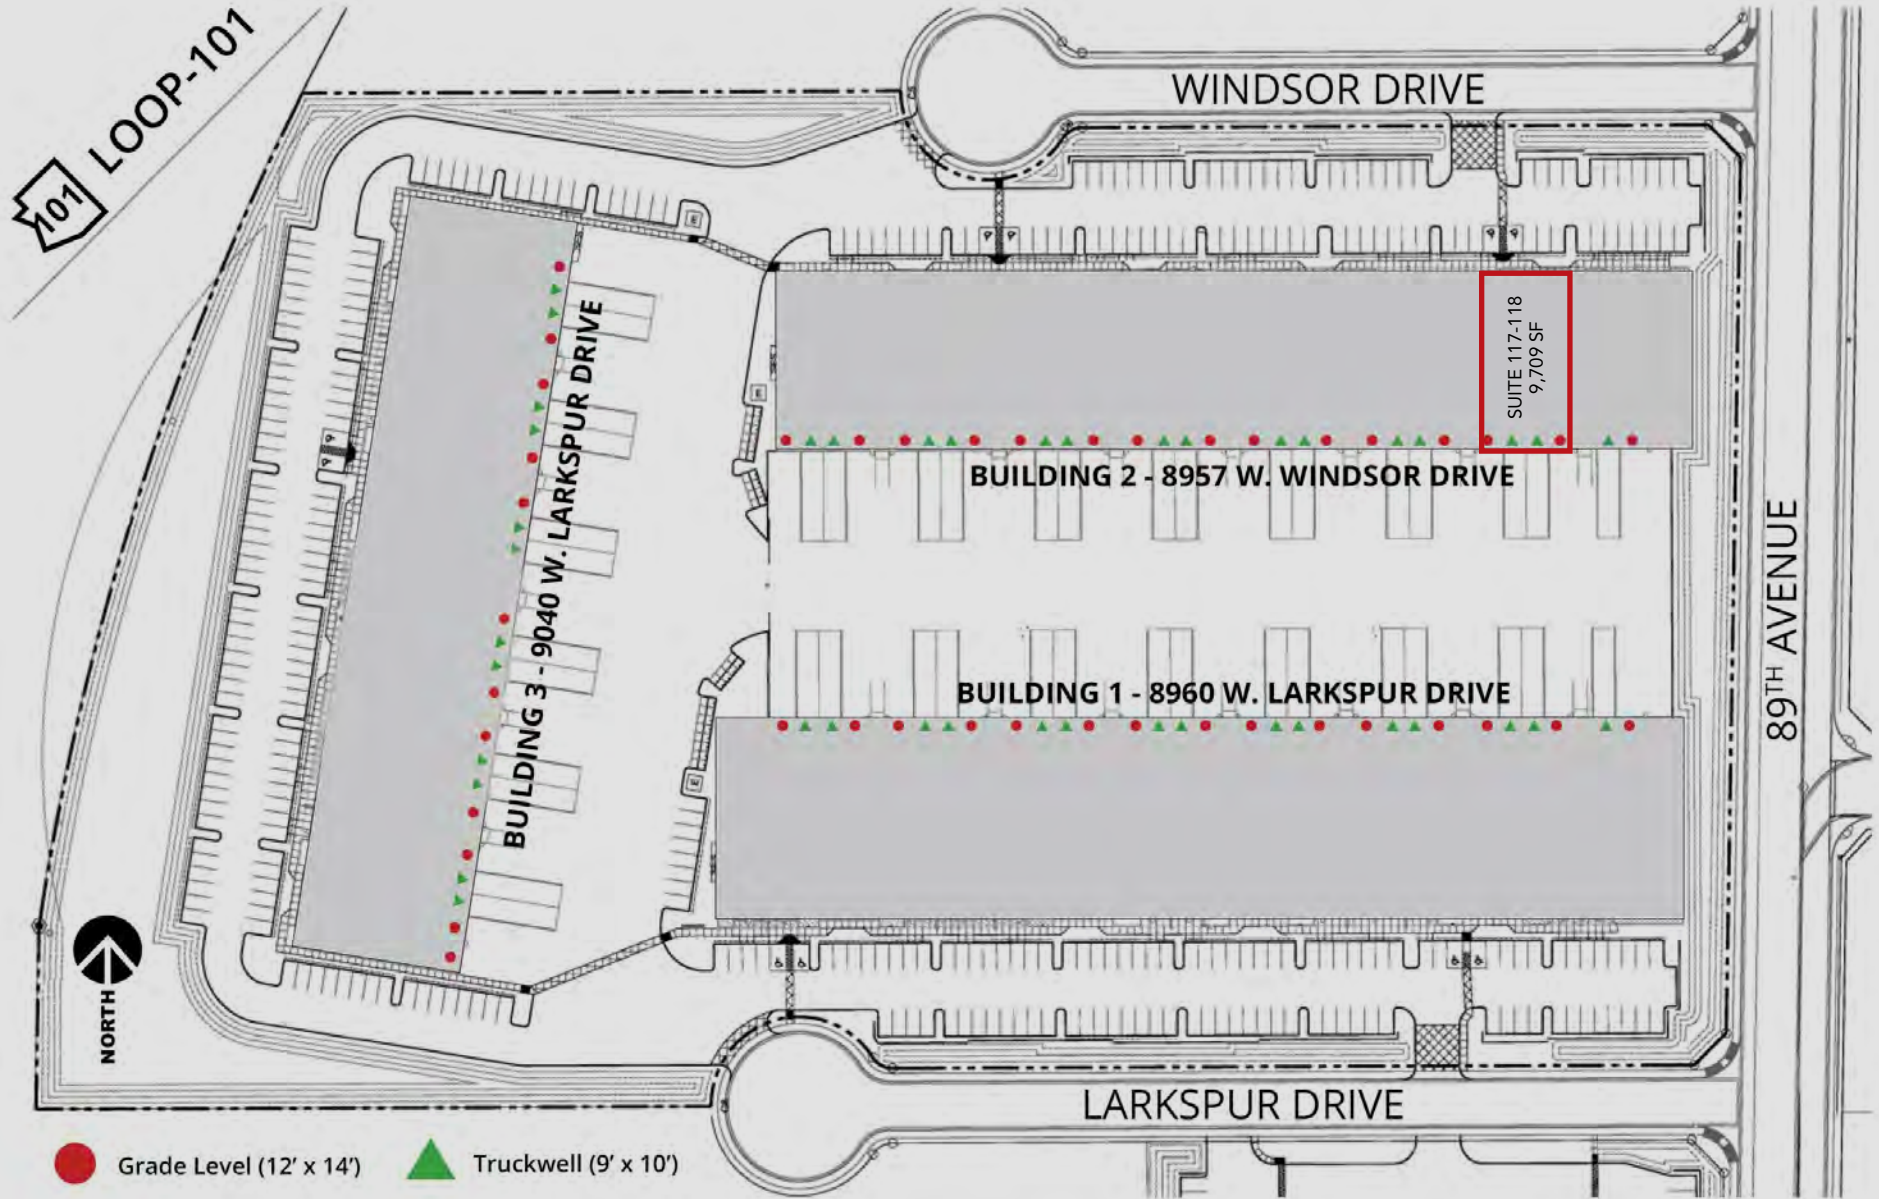 LOOP-101
101
WINDSOR DRIVE
SUITE 117-118
9,709 SF
BUILDING 2 - 8957 W. WINDSOR DRIVE
BUILDING 3 - 9040 W. LARKSPUR DRIVE
BUILDING 1 - 8960 W. LARKSPUR DRIVE
89TH AVENUE
NORTH
LARKSPUR DRIVE
Grade Level (12’ x 14’)
Truckwell (9’ x 10’)
E
E
E